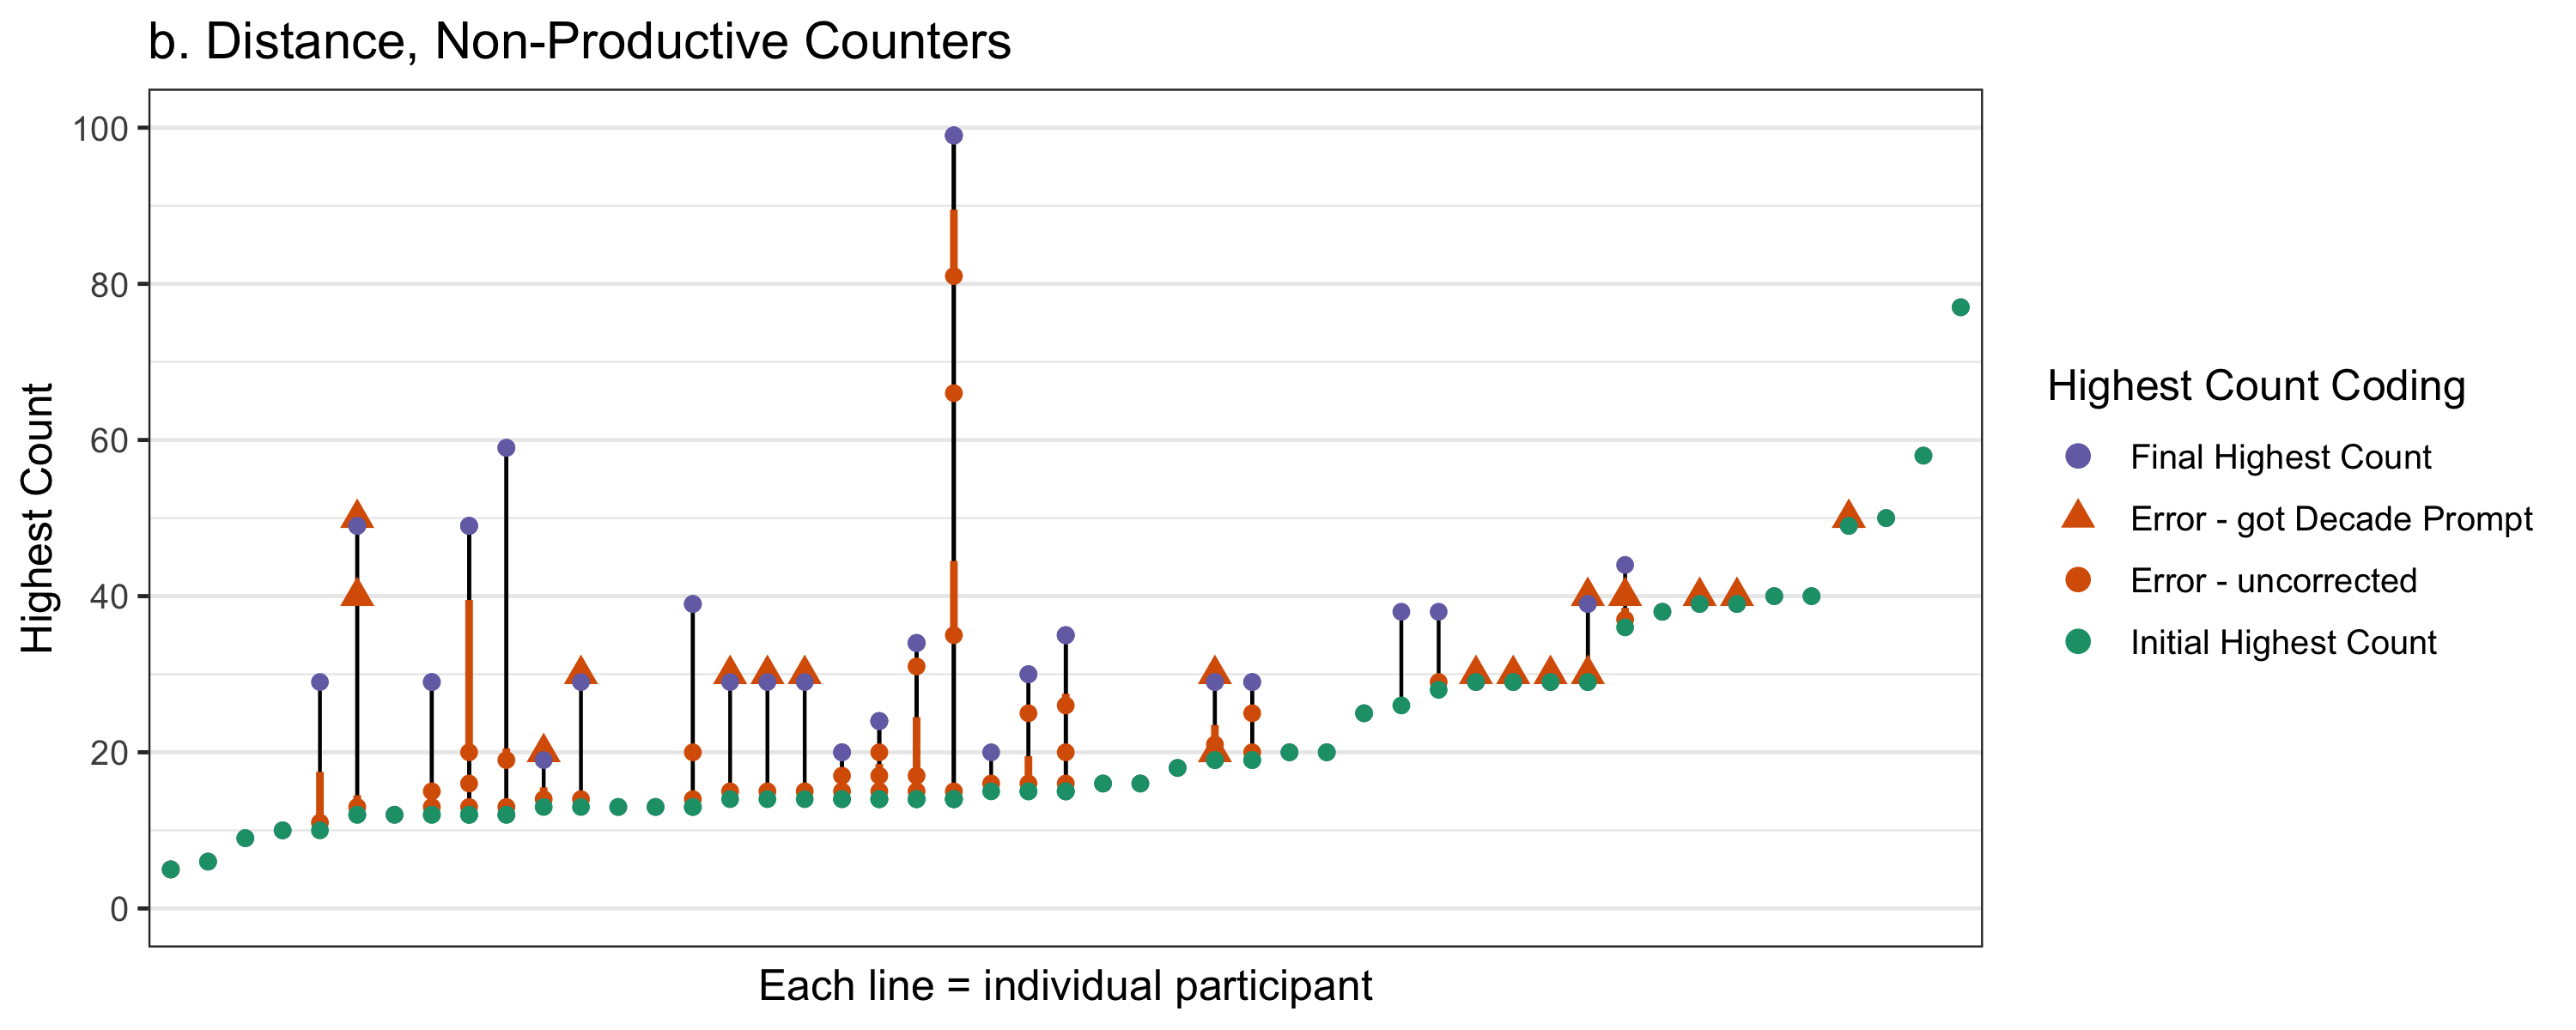 b. Distance, Non-Productive Counters
100
80
60
40
20
0
Highest Count
Each line = individual participant
Highest Count Coding
Final Highest Count
Error - got Decade Prompt
Error - uncorrected
Initial Highest Count